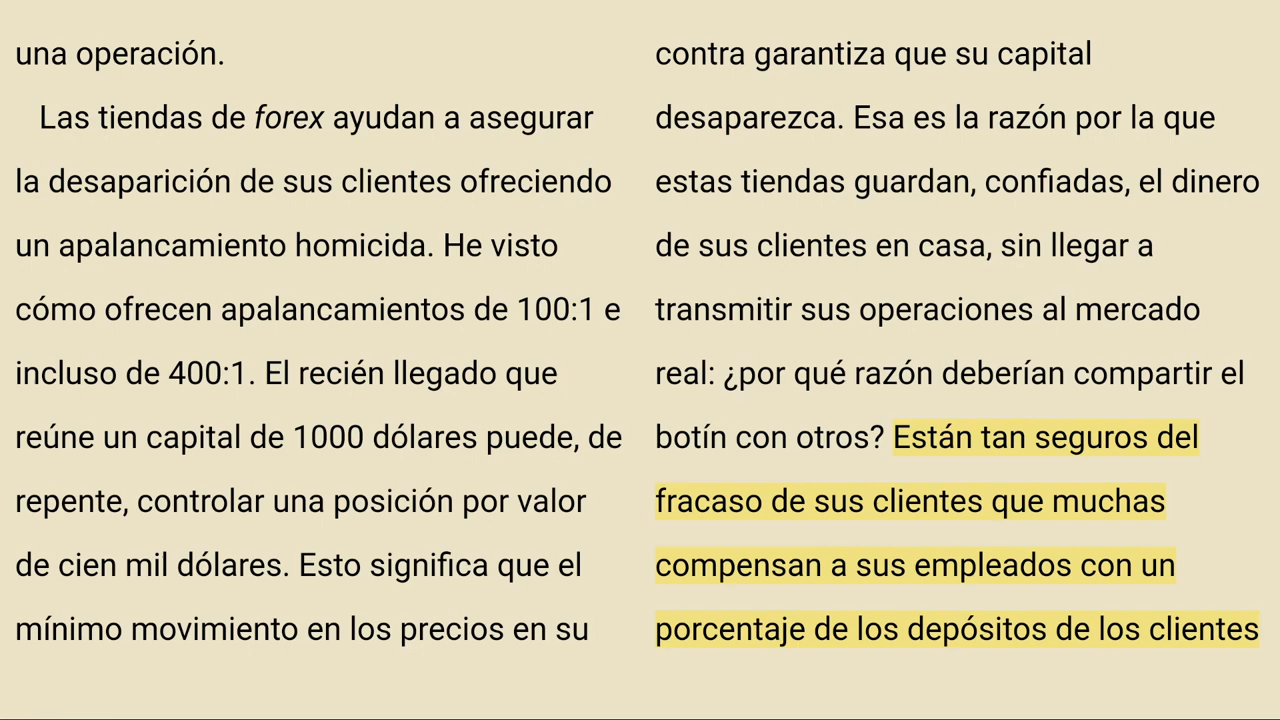 una operación.
Las tiendas de forex ayudan a asegurar
la desaparición de sus clientes ofreciendo
un apalancamiento homicida. He visto
cómo ofrecen apalancamientos de 100:1 e
incluso de 400:1. El recién llegado que
reúne un capital de 1000 dólares puede, de
repente, controlar una posición por valor
de cien mil dólares. Esto significa que el
mínimo movimiento en los precios en su
contra garantiza que su capital
desaparezca. Esa es la razón por la que
estas tiendas guardan, confiadas, el dinero
de sus clientes en casa, sin llegar a
transmitir sus operaciones al mercado
real: ¿por qué razón deberían compartir el
botín con otros? Están tan seguros del
fracaso de sus clientes que muchas
compensan a sus empleados con un
porcentaje de los depósitos de los clientes